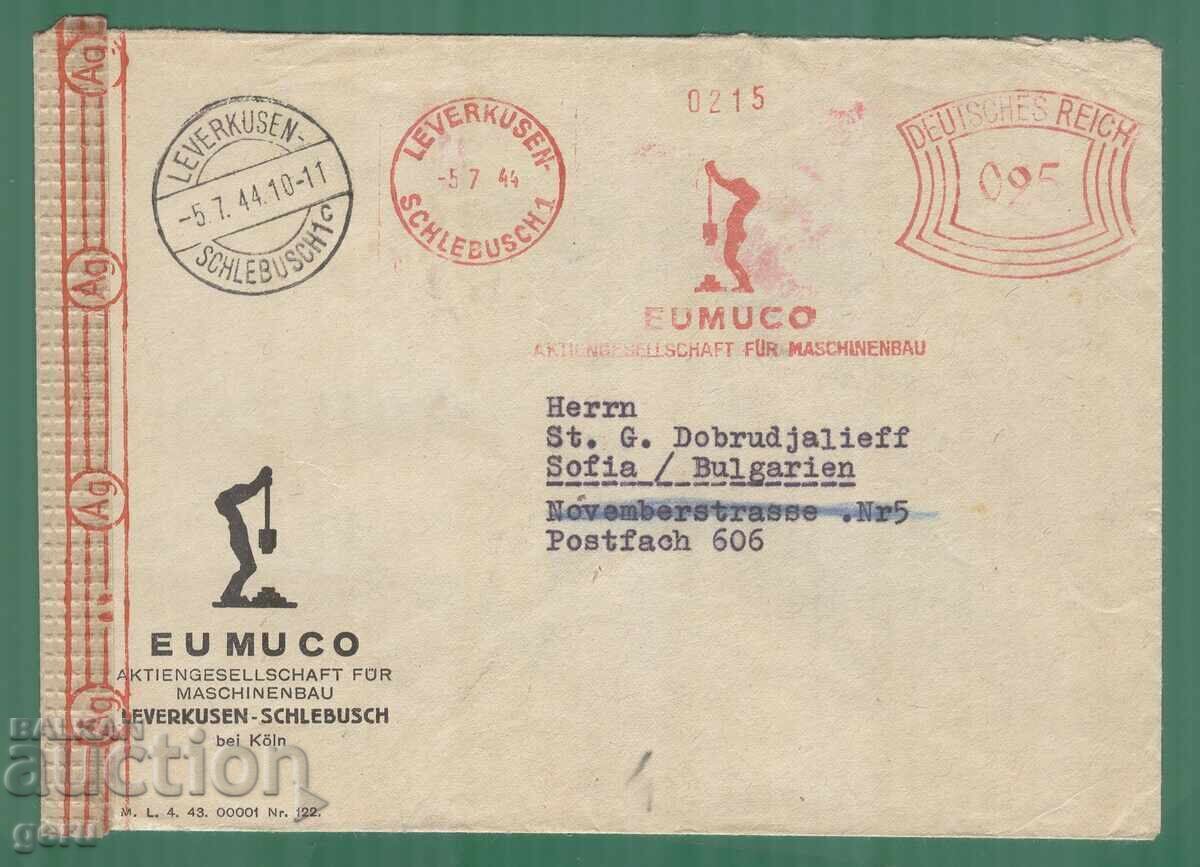 Ag
Ag
Ag
Ag
LEVERKUSEN-
-5.7.44.10-11
SCHLEBUSCH1c
LEVERKUSEN-
-5 7 44
SCHLEBUSCH 1
0215
DEUTSCHES REICH
095
EUMUCO
AKTIENGESELLSCHAFT FÜR MASCHINENBAU
Herrn
St. G. Dobrudjalieff
Sofia / Bulgarien
Novemberstrasse .Nr5
Postfach 606
EUMUCO
AKTIENGESELLSCHAFT FÜR
MASCHINENBAU
LEVERKUSEN-SCHLEBUSCH
bei Köln
M. L. 4. 43. 00001 Nr. 122.
BALKAN
auction
geru